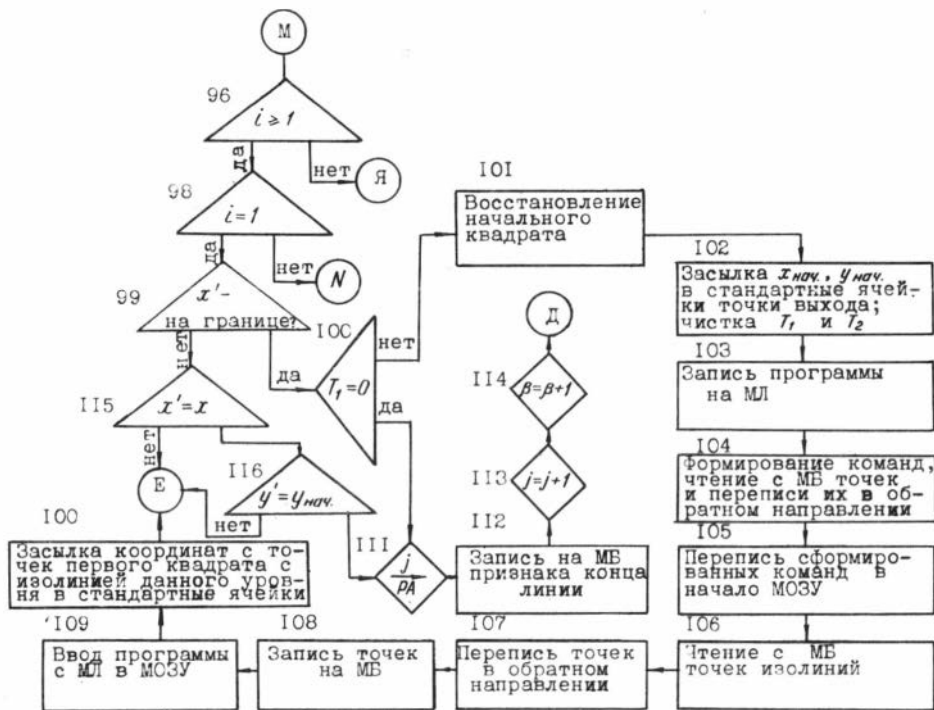 М
96
i≥1
да
нет
Я
98
i=1
да
нет
N
99
x'-
на границе?
нет
да
100
T₁=0
нет
да
101
Восстановление
начального
квадрата
102
Засылка xнач., yнач.
в стандартные ячей-
ки точки выхода;
чистка T₁ и T₂
103
Запись программы
на МЛ
104
Формирование команд,
чтение с МБ точек
и переписи их в об-
ратном направлении
105
Перепись сформиро-
ванных команд в
начало МОЗУ
106
Чтение с МБ
точек изолиний
107
Перепись точек
в обратном
направлении
108
Запись точек
на МБ
109
Ввод программы
с МЛ в МОЗУ
100
Засылка координат с то-
чек первого квадрата с
изолинией данного уров-
ня в стандартные ячейки
Е
115
x'=x
нет
116
y'=yнач.
нет
111
j
РА
112
Запись на МБ
признака конца
линии
113
j=j+1
114
β=β+1
Д